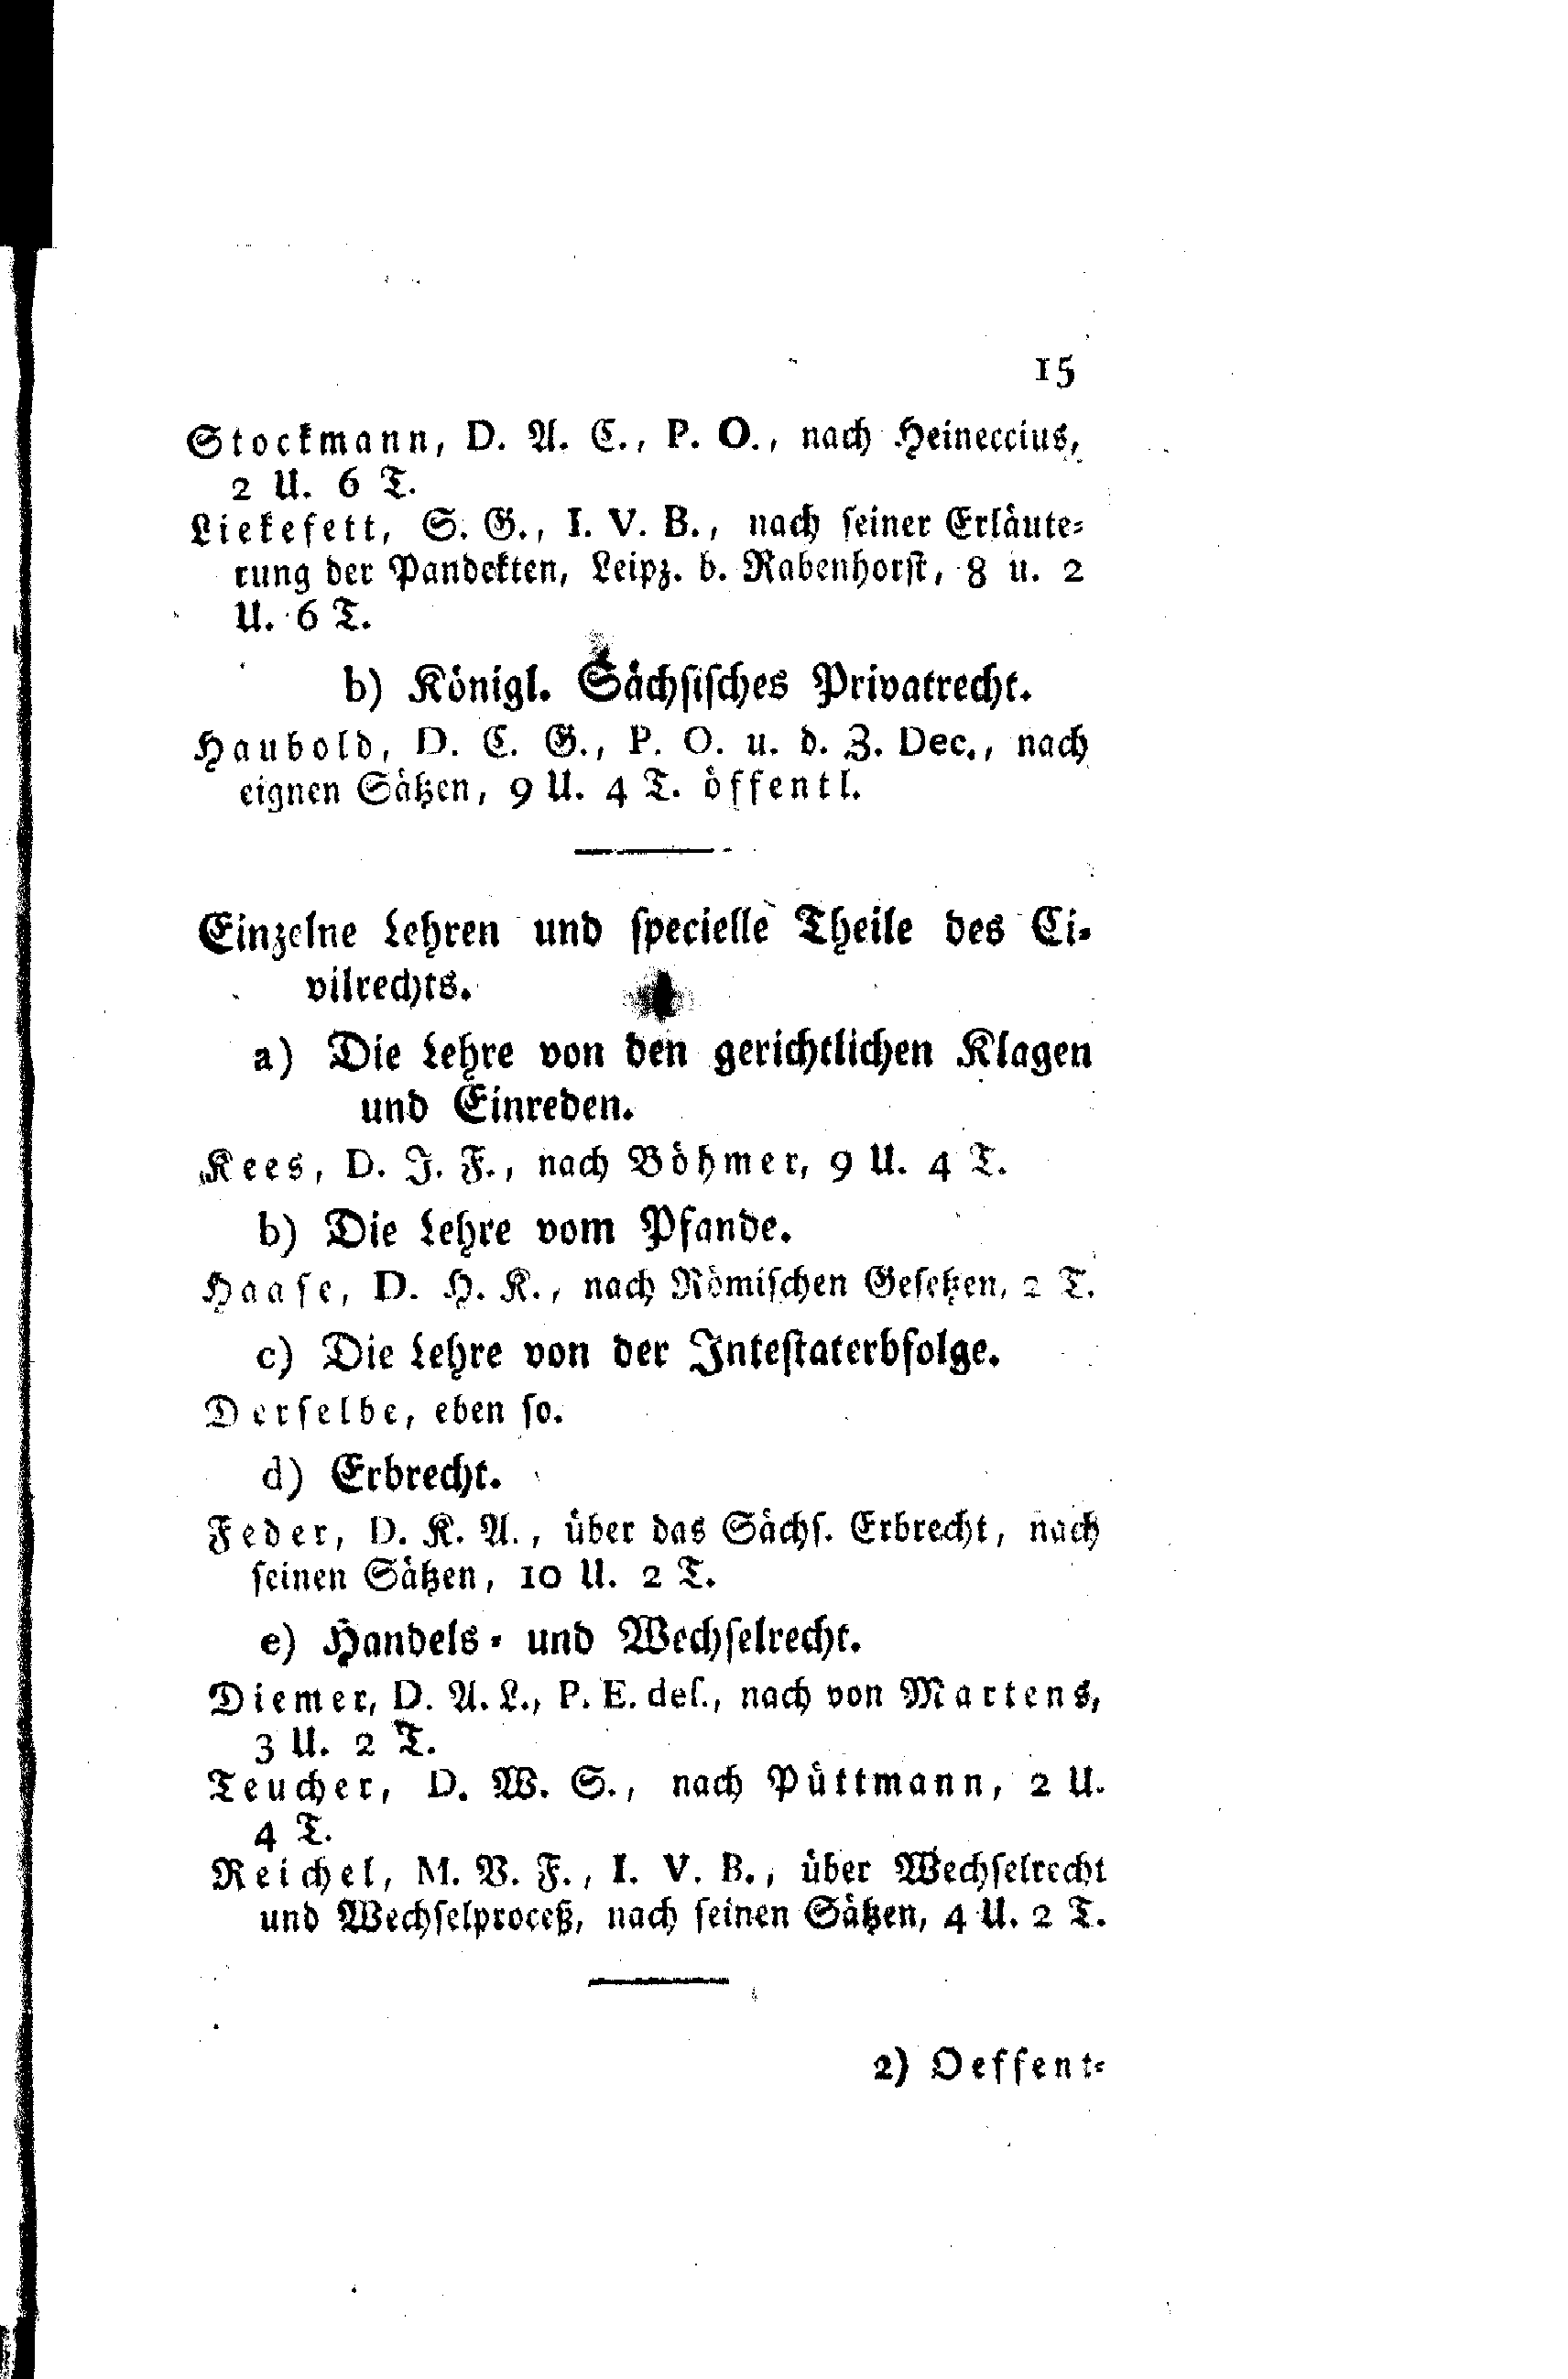 15
Stockmann, D. A. C., P. O., nach Heineccius,
2 U. 6 T.
Liekefett, S. G., I. V. B., nach seiner Erläute-
rung der Pandekten, Leipz. b. Rabenhorst, 8 u. 2
U. 6 T.
b) Königl. Sächsisches Privatrecht.
Haubold, D. C. G., P. O. u. d. Z. Dec., nach
eignen Sätzen, 9 U. 4 T. öffentl.
Einzelne Lehren und specielle Theile des Ci-
vilrechts.
a) Die Lehre von den gerichtlichen Klagen
und Einreden.
Kees, D. J. F., nach Böhmer, 9 U. 4 T.
b) Die Lehre vom Pfande.
Haase, D. H. K., nach Römischen Gesetzen, 2 T.
c) Die Lehre von der Intestaterbfolge.
Derselbe, eben so.
d) Erbrecht.
Feder, D. K. A., über das Sächs. Erbrecht, nach
seinen Sätzen, 10 U. 2 T.
e) Handels- und Wechselrecht.
Diemer, D. A. L., P. E. des., nach von Martens,
3 U. 2 T.
Teucher, D. W. S., nach Püttmann, 2 U.
4 T.
Reichel, M. V. F., I. V. B., über Wechselrecht
und Wechselproceß, nach seinen Sätzen, 4 U. 2 T.
2) Oeffent-